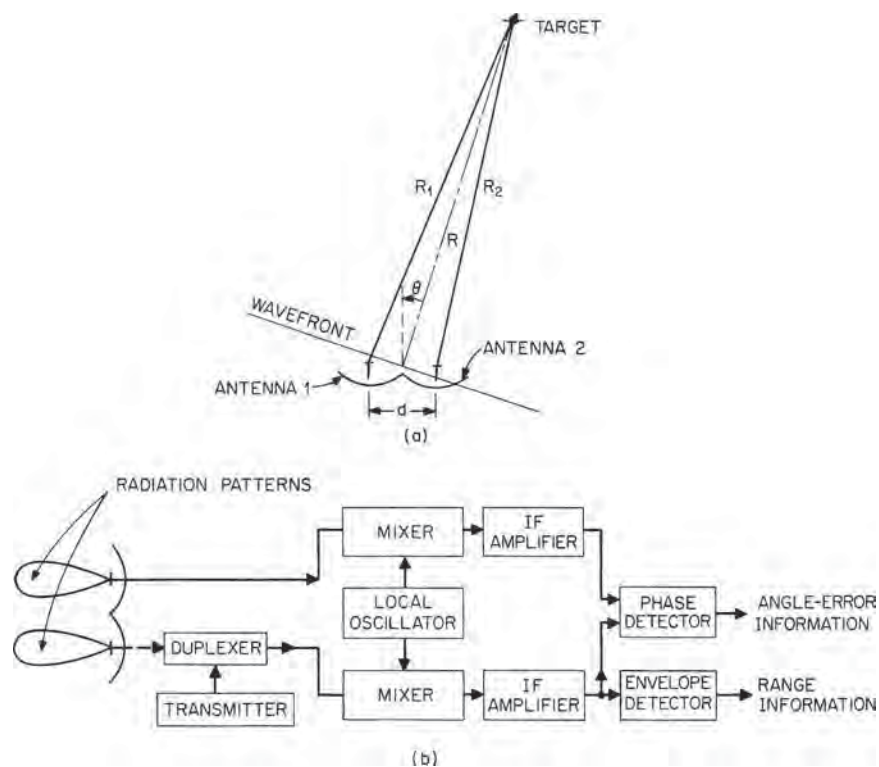 TARGET
R1
R2
R
θ
WAVEFRONT
ANTENNA 2
ANTENNA 1
d
(a)
RADIATION PATTERNS
MIXER
IF
AMPLIFIER
LOCAL
OSCILLATOR
PHASE
DETECTOR
ANGLE-ERROR
INFORMATION
DUPLEXER
TRANSMITTER
MIXER
IF
AMPLIFIER
ENVELOPE
DETECTOR
RANGE
INFORMATION
(b)